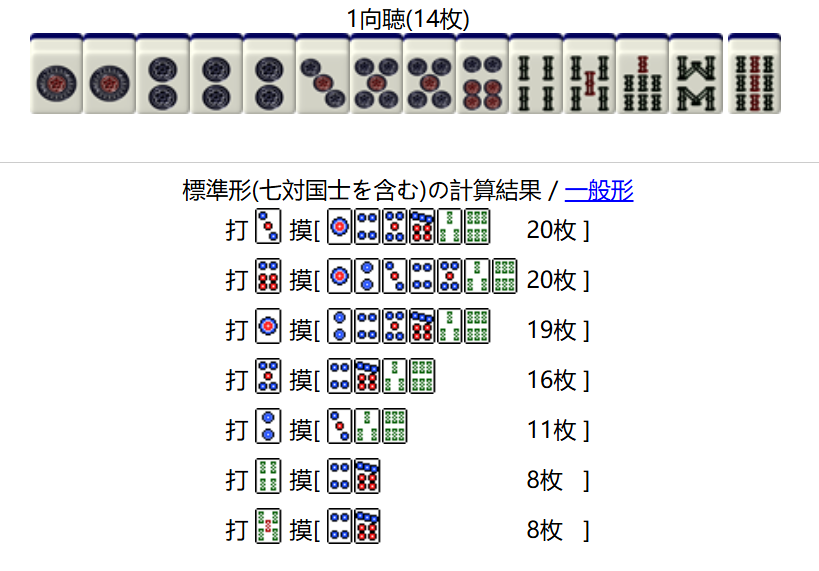 1向聴(14枚)
標準形(七対国士を含む)の計算結果 / 一般形
打 摸[ 20枚 ]
打 摸[ 20枚 ]
打 摸[ 19枚 ]
打 摸[ 16枚 ]
打 摸[ 11枚 ]
打 摸[ 8枚 ]
打 摸[ 8枚 ]